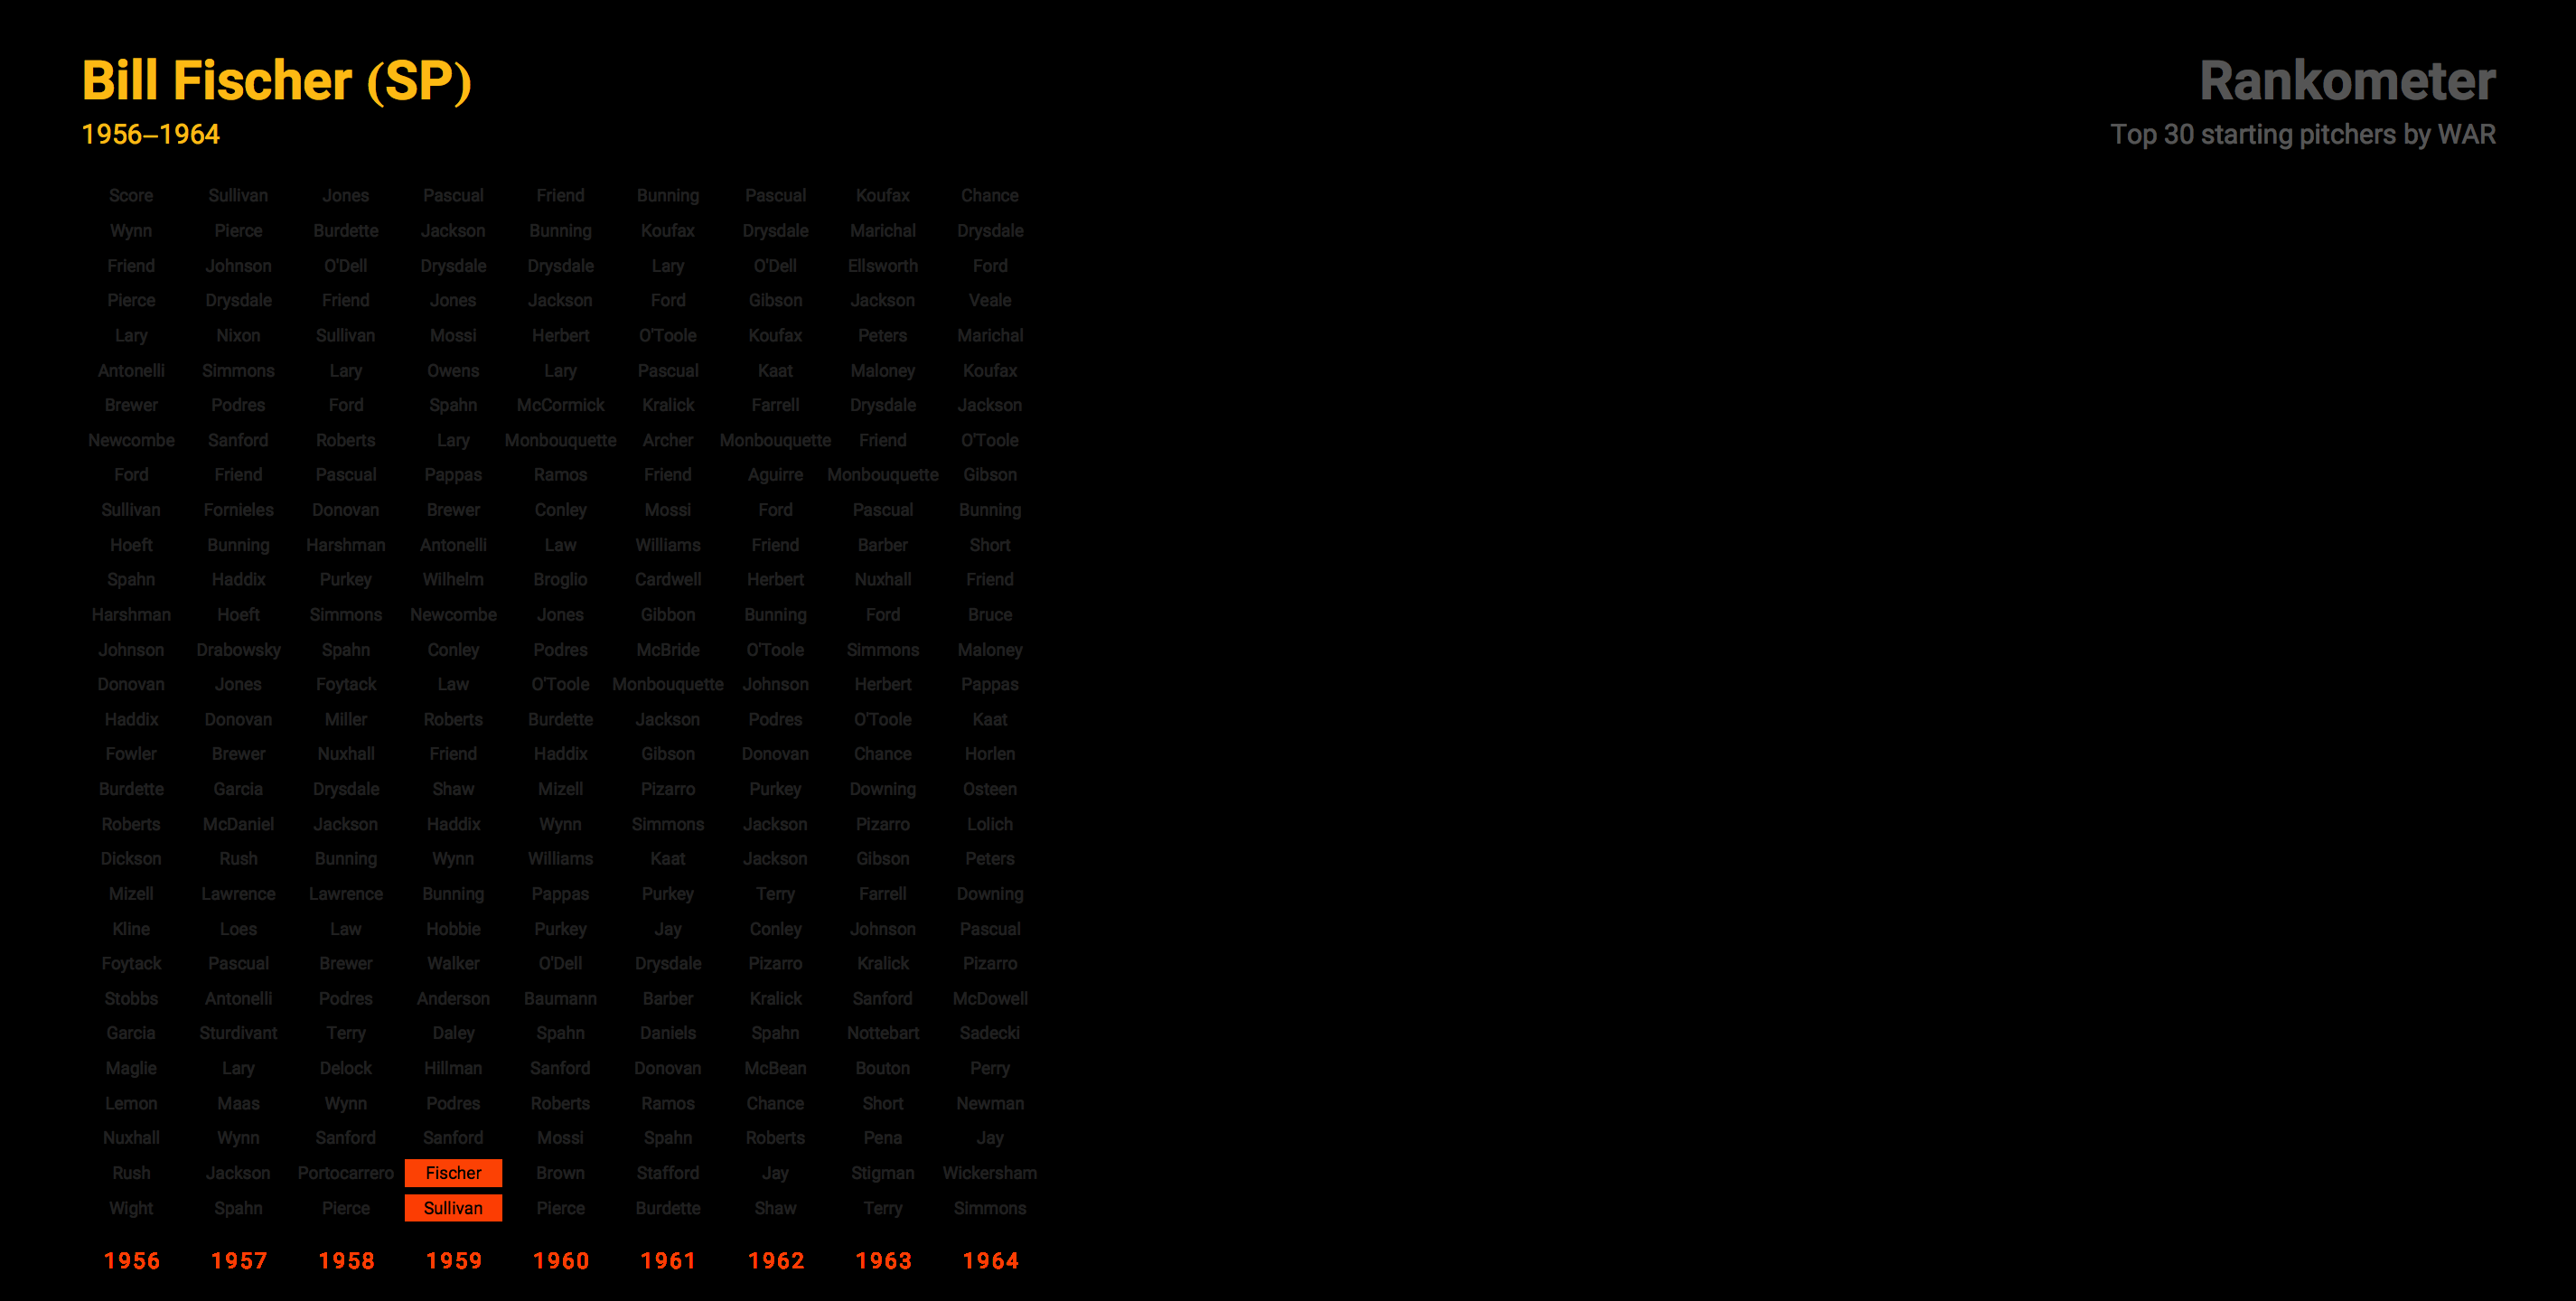 Bill Fischer (SP)
1956–1964
Rankometer
Top 30 starting pitchers by WAR
Score Sullivan Jones Pascual Friend Bunning Pascual Koufax Chance
Wynn Pierce Burdette Jackson Bunning Koufax Drysdale Marichal Drysdale
Friend Johnson O'Dell Drysdale Drysdale Lary O'Dell Ellsworth Ford
Pierce Drysdale Friend Jones Jackson Ford Gibson Jackson Veale
Lary Nixon Sullivan Mossi Herbert O'Toole Koufax Peters Marichal
Antonelli Simmons Lary Owens Lary Pascual Kaat Maloney Koufax
Brewer Podres Ford Spahn McCormick Kralick Farrell Drysdale Jackson
Newcombe Sanford Roberts Lary Monbouquette Archer Monbouquette Friend O'Toole
Ford Friend Pascual Pappas Ramos Friend Aguirre Monbouquette Gibson
Sullivan Fornieles Donovan Brewer Conley Mossi Ford Pascual Bunning
Hoeft Bunning Harshman Antonelli Law Williams Friend Barber Short
Spahn Haddix Purkey Wilhelm Broglio Cardwell Herbert Nuxhall Friend
Harshman Hoeft Simmons Newcombe Jones Gibbon Bunning Ford Bruce
Johnson Drabowsky Spahn Conley Podres McBride O'Toole Simmons Maloney
Donovan Jones Foytack Law O'Toole Monbouquette Johnson Herbert Pappas
Haddix Donovan Miller Roberts Burdette Jackson Podres O'Toole Kaat
Fowler Brewer Nuxhall Friend Haddix Gibson Donovan Chance Horlen
Burdette Garcia Drysdale Shaw Mizell Pizarro Purkey Downing Osteen
Roberts McDaniel Jackson Haddix Wynn Simmons Jackson Pizarro Lolich
Dickson Rush Bunning Wynn Williams Kaat Jackson Gibson Peters
Mizell Lawrence Lawrence Bunning Pappas Purkey Terry Farrell Downing
Kline Loes Law Hobbie Purkey Jay Conley Johnson Pascual
Foytack Pascual Brewer Walker O'Dell Drysdale Pizarro Kralick Pizarro
Stobbs Antonelli Podres Anderson Baumann Barber Kralick Sanford McDowell
Garcia Sturdivant Terry Daley Spahn Daniels Spahn Nottebart Sadecki
Maglie Lary Delock Hillman Sanford Donovan McBean Bouton Perry
Lemon Maas Wynn Podres Roberts Ramos Chance Short Newman
Nuxhall Wynn Sanford Sanford Mossi Spahn Roberts Pena Jay
Rush Jackson Portocarrero Fischer Brown Stafford Jay Stigman Wickersham
Wight Spahn Pierce Sullivan Pierce Burdette Shaw Terry Simmons
1956 1957 1958 1959 1960 1961 1962 1963 1964